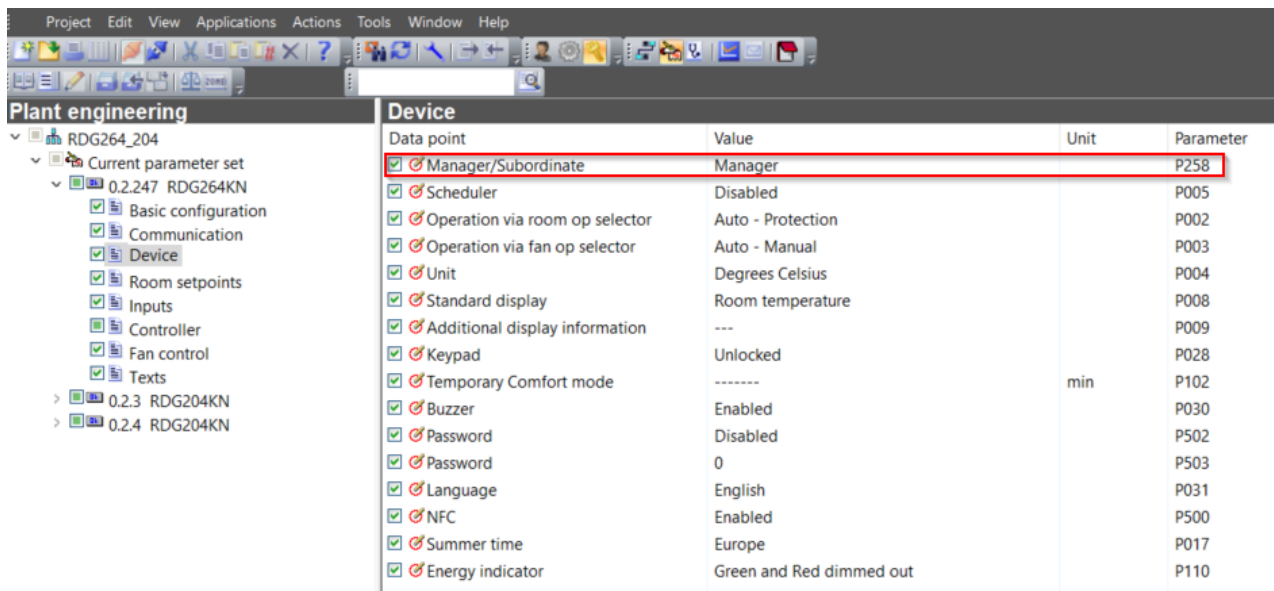 Project Edit View Applications Actions Tools Window Help
Plant engineering
RDG264_204
Current parameter set
0.2.247 RDG264KN
Basic configuration
Communication
Device
Room setpoints
Inputs
Controller
Fan control
Texts
0.2.3 RDG204KN
0.2.4 RDG204KN
Device
Data point Value Unit Parameter
Manager/Subordinate Manager P258
Scheduler Disabled P005
Operation via room op selector Auto - Protection P002
Operation via fan op selector Auto - Manual P003
Unit Degrees Celsius P004
Standard display Room temperature P008
Additional display information --- P009
Keypad Unlocked P028
Temporary Comfort mode ------- min P102
Buzzer Enabled P030
Password Disabled P502
Password 0 P503
Language English P031
NFC Enabled P500
Summer time Europe P017
Energy indicator Green and Red dimmed out P110